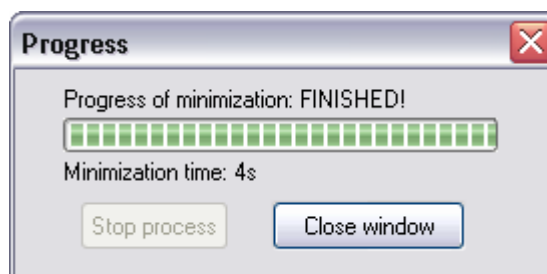 Progress
Progress of minimization: FINISHED!
Minimization time: 4s
Stop process
Close window